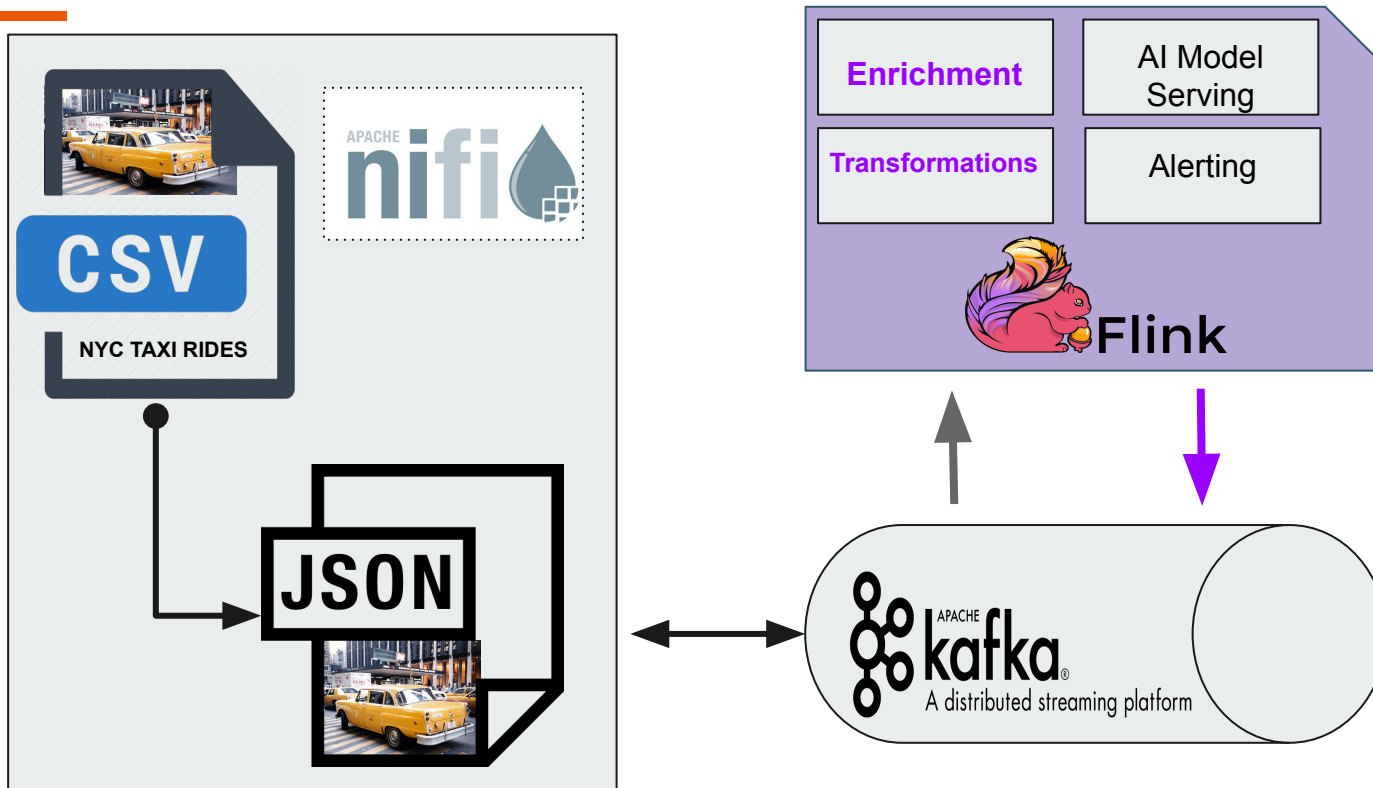 APACHE
nifi
CSV
NYC TAXI RIDES
JSON
Enrichment
AI Model
Serving
Transformations
Alerting
Flink
APACHE
kafka®
A distributed streaming platform